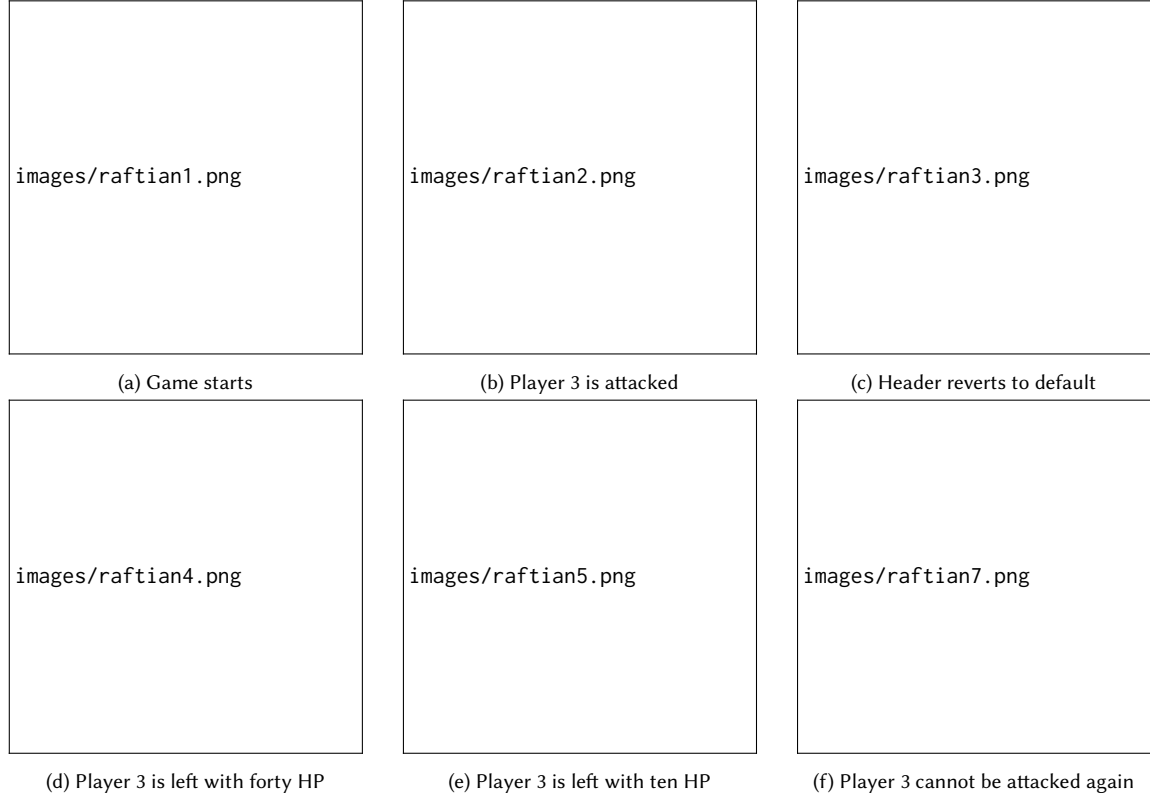 images/raftian1.png
images/raftian2.png
images/raftian3.png
(a) Game starts
(b) Player 3 is attacked
(c) Header reverts to default
images/raftian4.png
images/raftian5.png
images/raftian7.png
(d) Player 3 is left with forty HP
(e) Player 3 is left with ten HP
(f) Player 3 cannot be attacked again